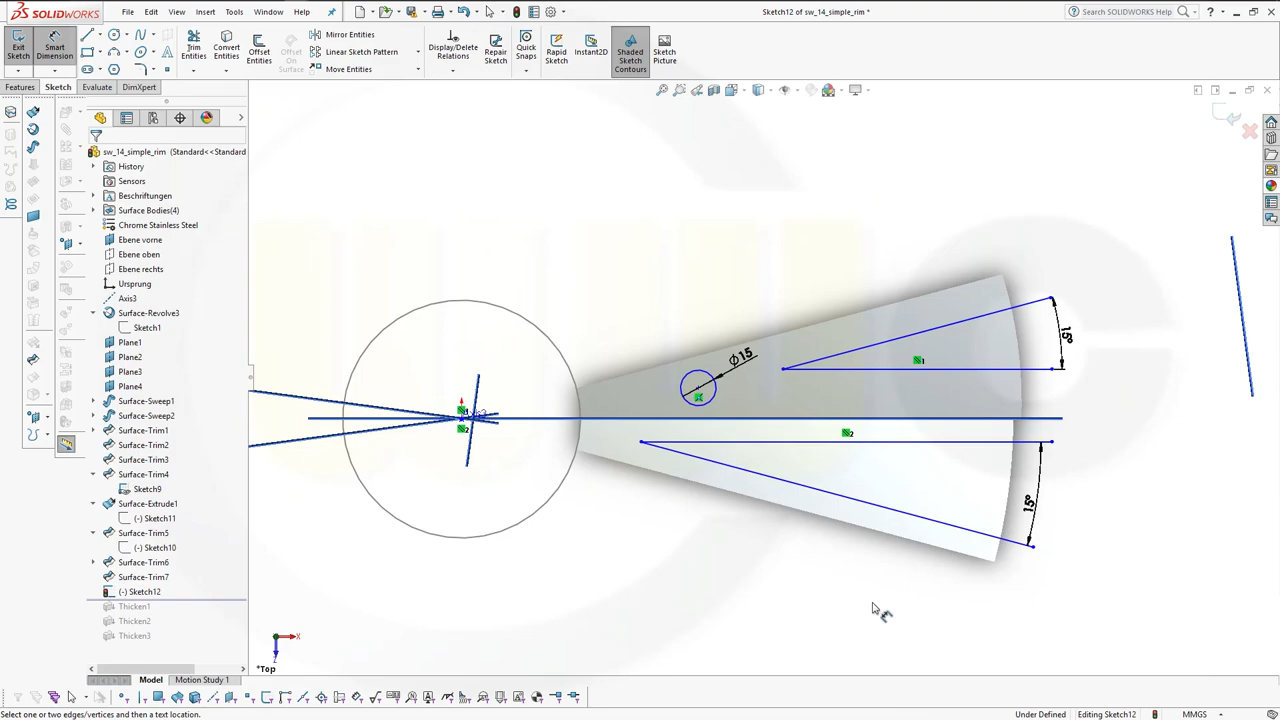 SOLIDWORKS File Edit View Insert Tools Window Sketch12 of sw_14_simple_rim * Search SOLIDWORKS Help
Exit Sketch
Smart Dimension
Trim Entities
Convert Entities
Offset Entities
Offset On Surface
Mirror Entities
Linear Sketch Pattern
Move Entities
Display/Delete Relations
Repair Sketch
Quick Snaps
Rapid Sketch
Instant2D
Shaded Sketch Contours
Sketch Picture
Features Sketch Evaluate DimXpert
sw_14_simple_rim (Standard<<Standard
History
Sensors
Beschriftungen
Surface Bodies(4)
Chrome Stainless Steel
Ebene vorne
Ebene oben
Ebene rechts
Ursprung
Axis3
Surface-Revolve3
Sketch1
Plane1
Plane2
Plane3
Plane4
Surface-Sweep1
Surface-Sweep2
Surface-Trim1
Surface-Trim2
Surface-Trim3
Surface-Trim4
Sketch9
Surface-Extrude1
(-) Sketch11
Surface-Trim5
(-) Sketch10
Surface-Trim6
Surface-Trim7
(-) Sketch12
Thicken1
Thicken2
Thicken3
15°
1
Ø15
2
2
15°
X
Z
*Top
Model Motion Study 1
Select one or two edges/vertices and then a text location. Under Defined Editing Sketch12 MMGS